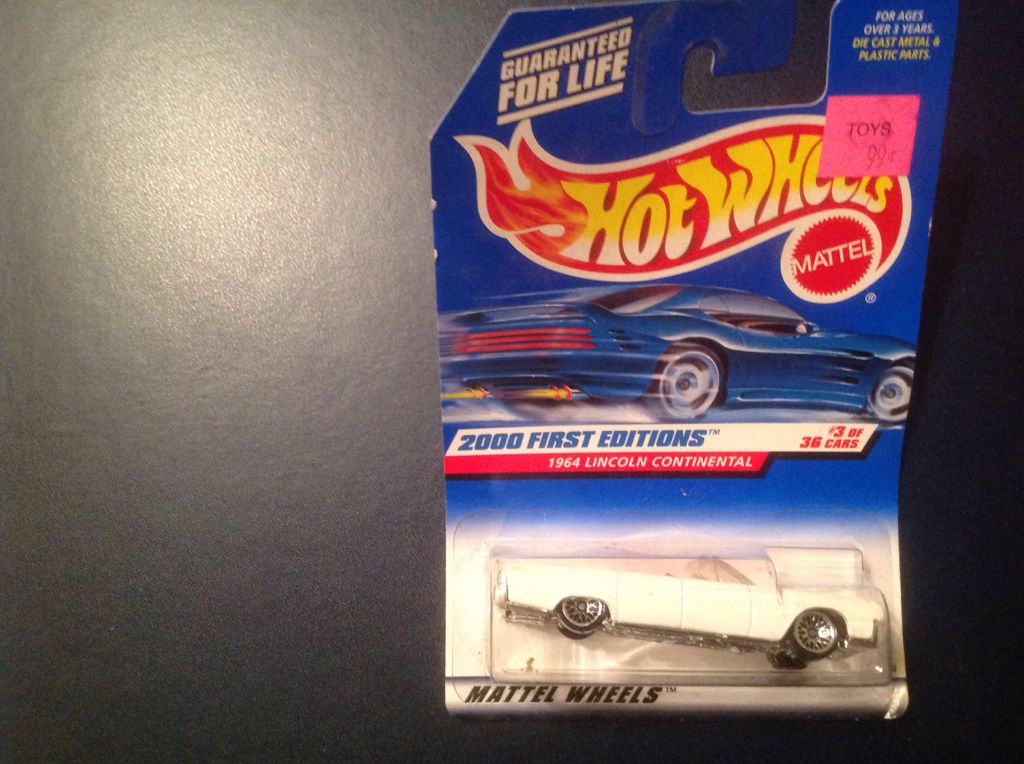 GUARANTEED
FOR LIFE
FOR AGES
OVER 3 YEARS.
DIE CAST METAL &
PLASTIC PARTS.
TOYS
99¢
HOT WHEELS
MATTEL
®
2000 FIRST EDITIONS™
#3 OF
36 CARS
1964 LINCOLN CONTINENTAL
MATTEL WHEELS™